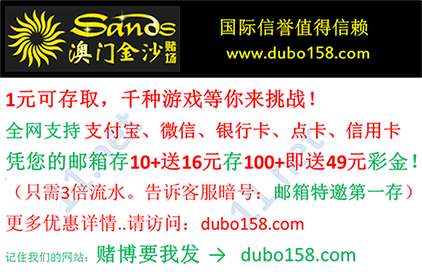 Sands
澳门金沙赌场
国际信誉值得信赖
www.dubo158.com
1元可存取，千种游戏等你来挑战！
全网支持 支付宝、微信、银行卡、点卡、信用卡
凭您的邮箱存10+送16元存100+即送49元彩金！
（只需3倍流水。告诉客服暗号：邮箱特邀第一存）
更多优惠详情..请访问：dubo158.com
记住我们的网站：赌博要我发 → dubo158.com